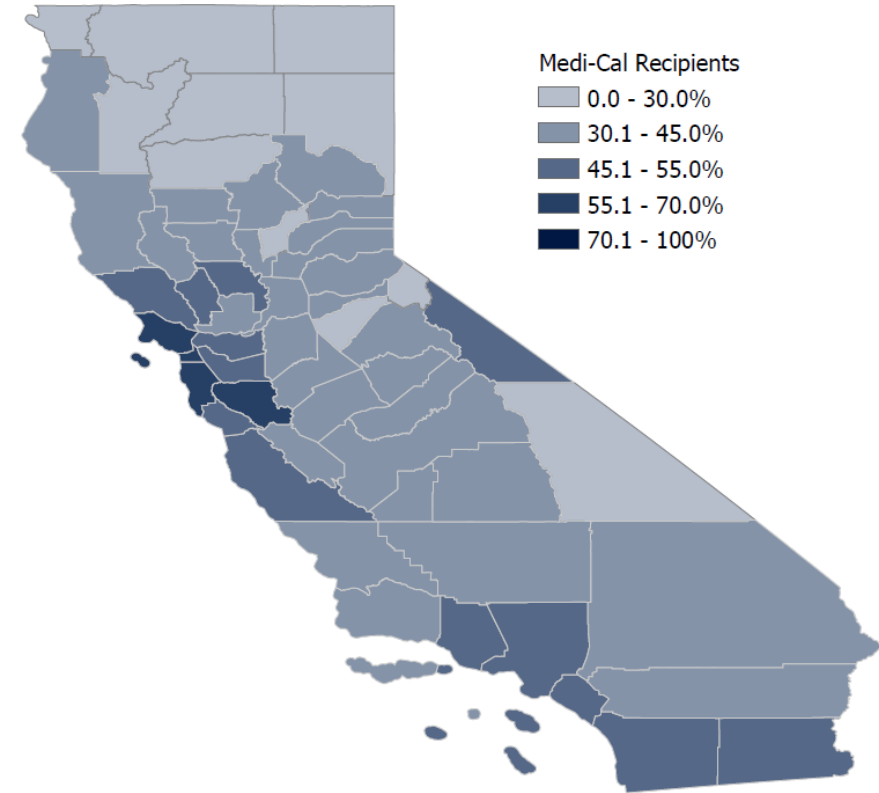 Medi-Cal Recipients
0.0 - 30.0%
30.1 - 45.0%
45.1 - 55.0%
55.1 - 70.0%
70.1 - 100%